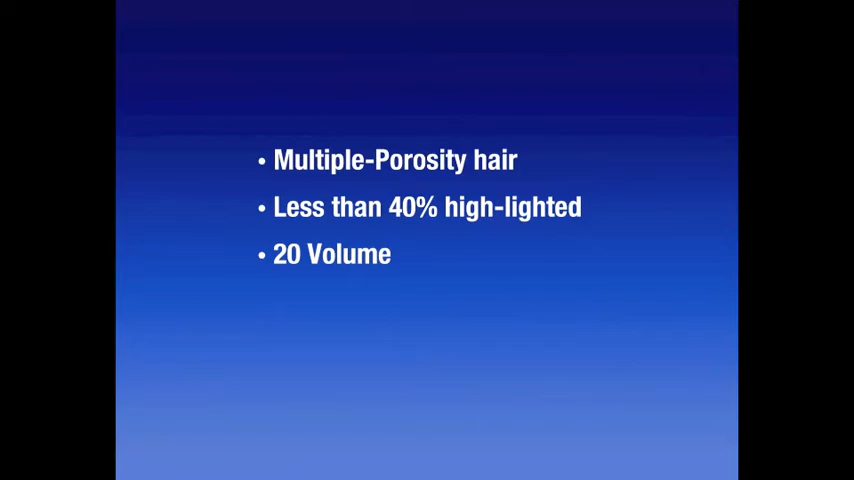 • Multiple-Porosity hair
• Less than 40% high-lighted
• 20 Volume